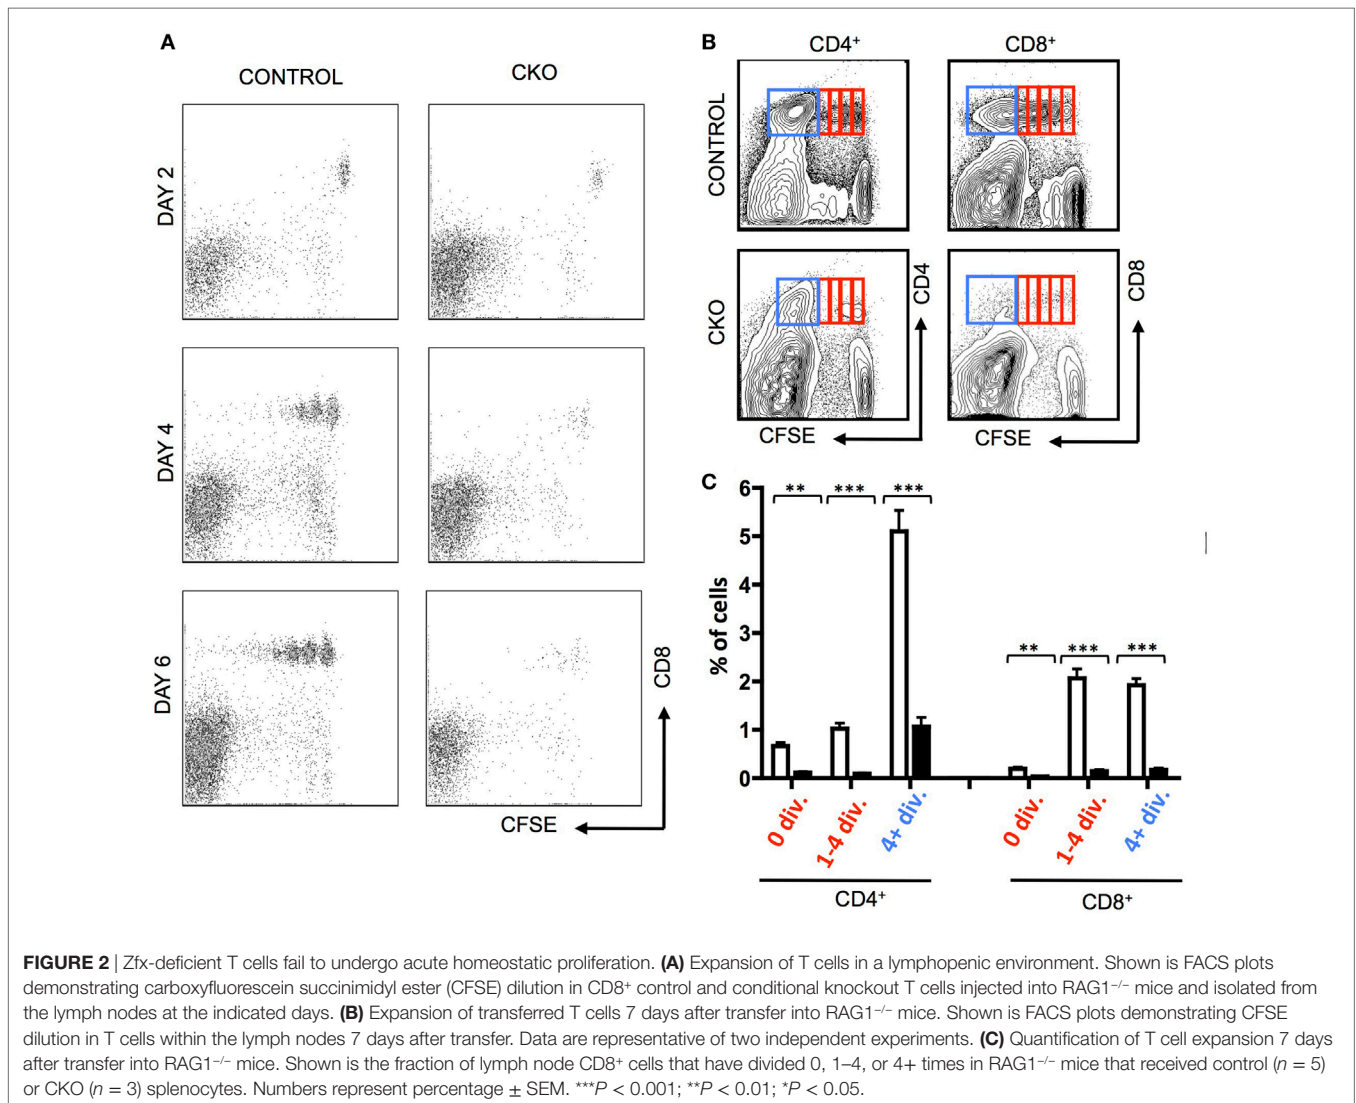 A
CONTROL
CKO
DAY 2
DAY 4
DAY 6
CD8
CFSE
B
CD4⁺
CD8⁺
CONTROL
CKO
CD4
CD8
CFSE
CFSE
C
% of cells
6
5
4
3
2
1
0
** *** ***
** *** ***
0 div.
1-4 div.
4+ div.
0 div.
1-4 div.
4+ div.
CD4⁺
CD8⁺
FIGURE 2 | Zfx-deficient T cells fail to undergo acute homeostatic proliferation. (A) Expansion of T cells in a lymphopenic environment. Shown is FACS plots
demonstrating carboxyfluorescein succinimidyl ester (CFSE) dilution in CD8⁺ control and conditional knockout T cells injected into RAG1⁻/⁻ mice and isolated from
the lymph nodes at the indicated days. (B) Expansion of transferred T cells 7 days after transfer into RAG1⁻/⁻ mice. Shown is FACS plots demonstrating CFSE
dilution in T cells within the lymph nodes 7 days after transfer. Data are representative of two independent experiments. (C) Quantification of T cell expansion 7 days
after transfer into RAG1⁻/⁻ mice. Shown is the fraction of lymph node CD8⁺ cells that have divided 0, 1–4, or 4+ times in RAG1⁻/⁻ mice that received control (n = 5)
or CKO (n = 3) splenocytes. Numbers represent percentage ± SEM. ***P < 0.001; **P < 0.01; *P < 0.05.